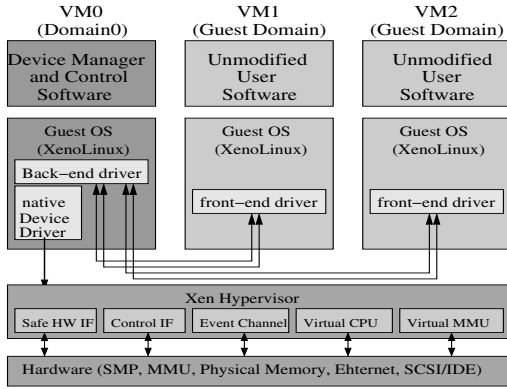 VM0
(Domain0)
VM1
(Guest Domain)
VM2
(Guest Domain)
Device Manager
and Control
Software
Unmodified
User
Software
Unmodified
User
Software
Guest OS
(XenoLinux)
Back-end driver
native
Device
Driver
Guest OS
(XenoLinux)
front-end driver
Guest OS
(XenoLinux)
front-end driver
Xen Hypervisor
Safe HW IF
Control IF
Event Channel
Virtual CPU
Virtual MMU
Hardware (SMP, MMU, Physical Memory, Ehternet, SCSI/IDE)